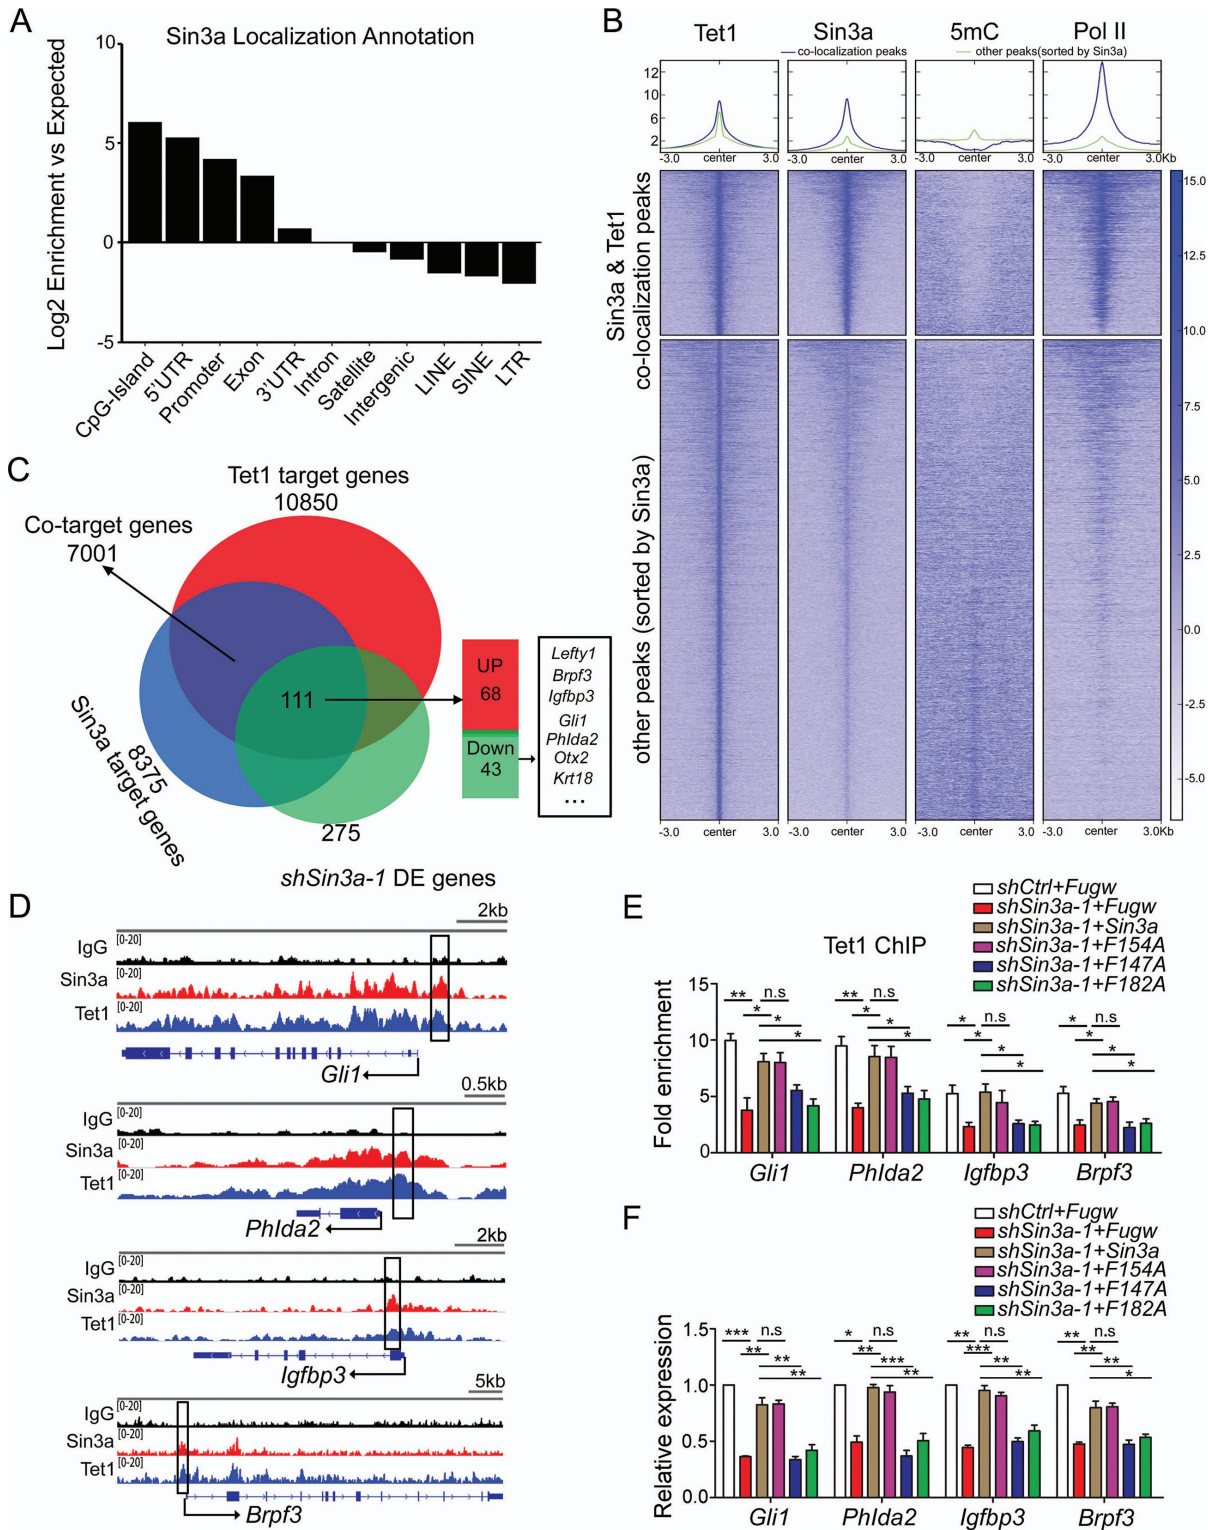 A
Sin3a Localization Annotation
Log2 Enrichment vs Expected
10
5
0
-5
CpG-Island
5'UTR
Promoter
Exon
3'UTR
Intron
Satellite
Intergenic
LINE
SINE
LTR
B
Tet1 Sin3a 5mC Pol II
co-localization peaks other peaks(sorted by Sin3a)
12
10
8
6
4
2
-3.0 center 3.0 -3.0 center 3.0 -3.0 center 3.0 -3.0 center 3.0Kb
Sin3a & Tet1
co-localization peaks
other peaks (sorted by Sin3a)
15.0
12.5
10.0
7.5
5.0
2.5
0.0
-2.5
-5.0
-3.0 center 3.0 -3.0 center 3.0 -3.0 center 3.0 -3.0 center 3.0Kb
C
Tet1 target genes
10850
Co-target genes
7001
Sin3a target genes
8375
111
275
shSin3a-1 DE genes
UP
68
Down
43
Lefty1
Brpf3
Igfbp3
Gli1
Phlda2
Otx2
Krt18
...
D
2kb
IgG [0-20]
Sin3a [0-20]
Tet1 [0-20]
Gli1
0.5kb
IgG [0-20]
Sin3a [0-20]
Tet1 [0-20]
Phlda2
2kb
IgG [0-20]
Sin3a [0-20]
Tet1 [0-20]
Igfbp3
5kb
IgG [0-20]
Sin3a [0-20]
Tet1 [0-20]
Brpf3
E
Tet1 ChIP
shCtrl+Fugw
shSin3a-1+Fugw
shSin3a-1+Sin3a
shSin3a-1+F154A
shSin3a-1+F147A
shSin3a-1+F182A
Fold enrichment
15
10
5
0
** n.s ** n.s * n.s * n.s
* * * *
* * * *
* * * *
Gli1 Phlda2 Igfbp3 Brpf3
F
shCtrl+Fugw
shSin3a-1+Fugw
shSin3a-1+Sin3a
shSin3a-1+F154A
shSin3a-1+F147A
shSin3a-1+F182A
Relative expression
1.5
1.0
0.5
0.0
*** n.s * n.s ** n.s ** n.s
** ** *** **
** *** ** **
** ** ** *
Gli1 Phlda2 Igfbp3 Brpf3